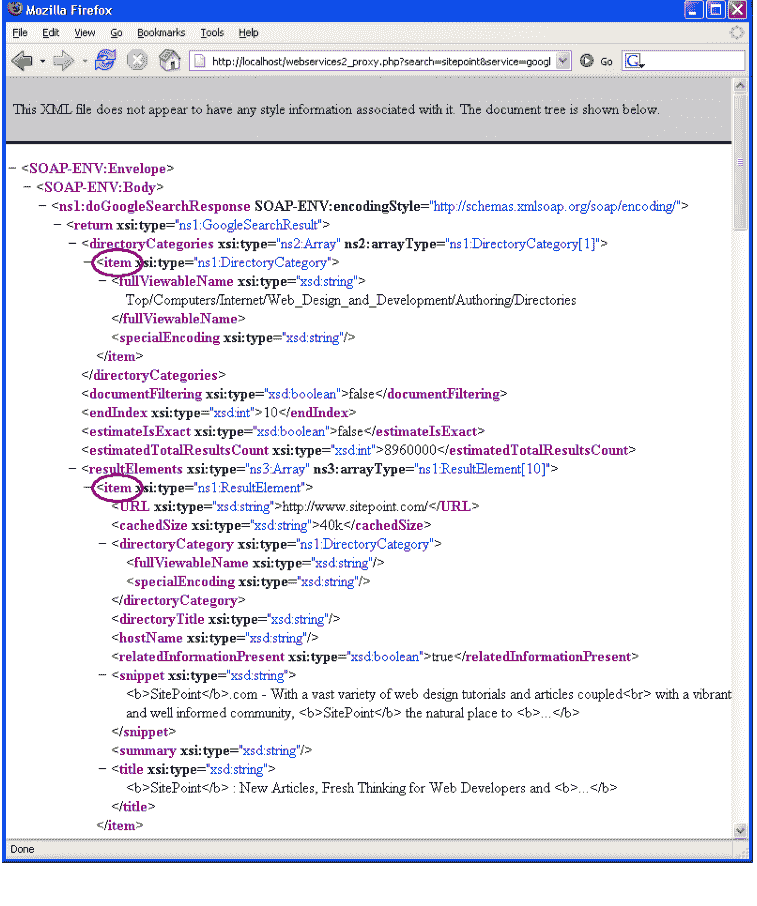 Mozilla Firefox
File Edit View Go Bookmarks Tools Help
http://localhost/webservices2_proxy.php?search=sitepoint&service=googl Go G
This XML file does not appear to have any style information associated with it. The document tree is shown below.
− <SOAP-ENV:Envelope>
− <SOAP-ENV:Body>
− <ns1:doGoogleSearchResponse SOAP-ENV:encodingStyle="http://schemas.xmlsoap.org/soap/encoding/">
− <return xsi:type="ns1:GoogleSearchResult">
− <directoryCategories xsi:type="ns2:Array" ns2:arrayType="ns1:DirectoryCategory[1]">
− <item xsi:type="ns1:DirectoryCategory">
− <fullViewableName xsi:type="xsd:string">
Top/Computers/Internet/Web_Design_and_Development/Authoring/Directories
</fullViewableName>
<specialEncoding xsi:type="xsd:string"/>
</item>
</directoryCategories>
<documentFiltering xsi:type="xsd:boolean">false</documentFiltering>
<endIndex xsi:type="xsd:int">10</endIndex>
<estimateIsExact xsi:type="xsd:boolean">false</estimateIsExact>
<estimatedTotalResultsCount xsi:type="xsd:int">8960000</estimatedTotalResultsCount>
− <resultElements xsi:type="ns3:Array" ns3:arrayType="ns1:ResultElement[10]">
− <item xsi:type="ns1:ResultElement">
<URL xsi:type="xsd:string">http://www.sitepoint.com/</URL>
<cachedSize xsi:type="xsd:string">40k</cachedSize>
− <directoryCategory xsi:type="ns1:DirectoryCategory">
<fullViewableName xsi:type="xsd:string"/>
<specialEncoding xsi:type="xsd:string"/>
</directoryCategory>
<directoryTitle xsi:type="xsd:string"/>
<hostName xsi:type="xsd:string"/>
<relatedInformationPresent xsi:type="xsd:boolean">true</relatedInformationPresent>
− <snippet xsi:type="xsd:string">
<b>SitePoint</b>.com - With a vast variety of web design tutorials and articles coupled<br> with a vibrant
and well informed community, <b>SitePoint</b> the natural place to <b>...</b>
</snippet>
<summary xsi:type="xsd:string"/>
− <title xsi:type="xsd:string">
<b>SitePoint</b> : New Articles, Fresh Thinking for Web Developers and <b>...</b>
</title>
</item>
Done